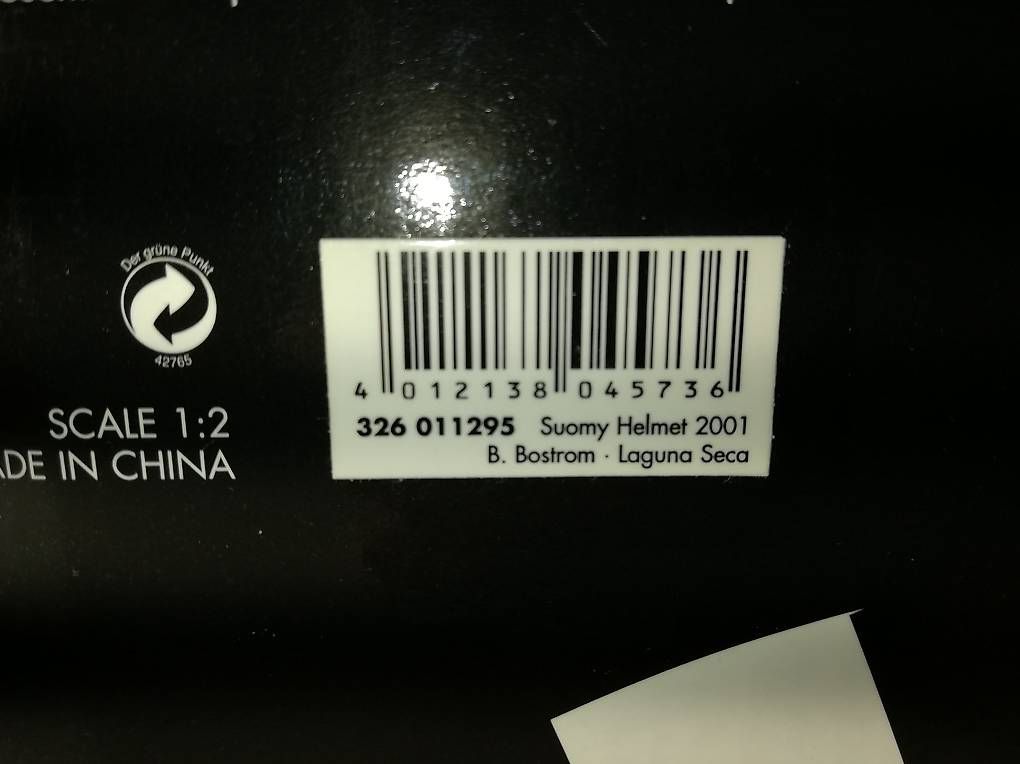 Der grüne Punkt
42765
SCALE 1:2
IN CHINA
4 012138 045736
326 011295 Suomy Helmet 2001
B. Bostrom · Laguna Seca